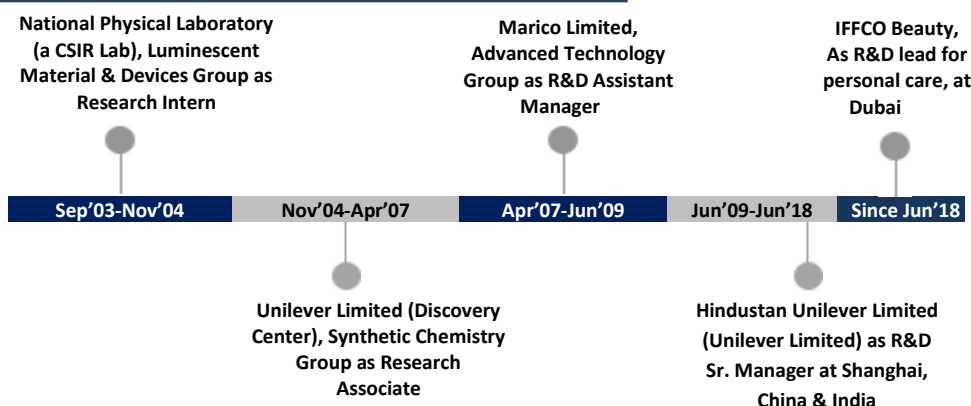 National Physical Laboratory
(a CSIR Lab), Luminescent
Material & Devices Group as
Research Intern
Marico Limited,
Advanced Technology
Group as R&D Assistant
Manager
IFFCO Beauty,
As R&D lead for
personal care, at
Dubai
Sep’03-Nov’04
Nov’04-Apr’07
Apr’07-Jun’09
Jun’09-Jun’18
Since Jun’18
Unilever Limited (Discovery
Center), Synthetic Chemistry
Group as Research
Associate
Hindustan Unilever Limited
(Unilever Limited) as R&D
Sr. Manager at Shanghai,
China & India